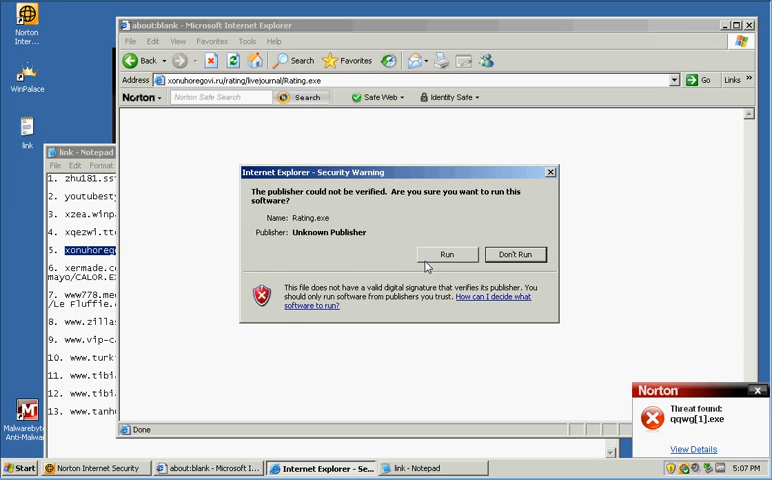 Norton
Inter...
WinPalace
link
Malwarebyt
Anti-Malwar
about:blank - Microsoft Internet Explorer
File Edit View Favorites Tools Help
Back Search Favorites
Address xonuhoregovi.ru/rating/livejournal/Rating.exe Go Links »
Norton Norton Safe Search Search Safe Web Identity Safe
link - Notepad
File Edit Format
1. zhu181.ss
2. youtubest
3. xzea.winp
4. xqezwi.tt
5. xonuhoreg
6. xermade.c
mayo/CALOR.E
7. www778.me
/Le Fluffie.
8. www.zilla
9. www.vip-c
10. www.turk
11. www.tibi
12. www.tibi
13. www.tanh
Internet Explorer - Security Warning
The publisher could not be verified. Are you sure you want to run this
software?
Name: Rating.exe
Publisher: Unknown Publisher
Run Don't Run
This file does not have a valid digital signature that verifies its publisher. You
should only run software from publishers you trust. How can I decide what
software to run?
Done
Norton
Threat found:
qqwg[1].exe
View Details
Start Norton Internet Security about:blank - Microsoft I... Internet Explorer - Se... link - Notepad 5:07 PM